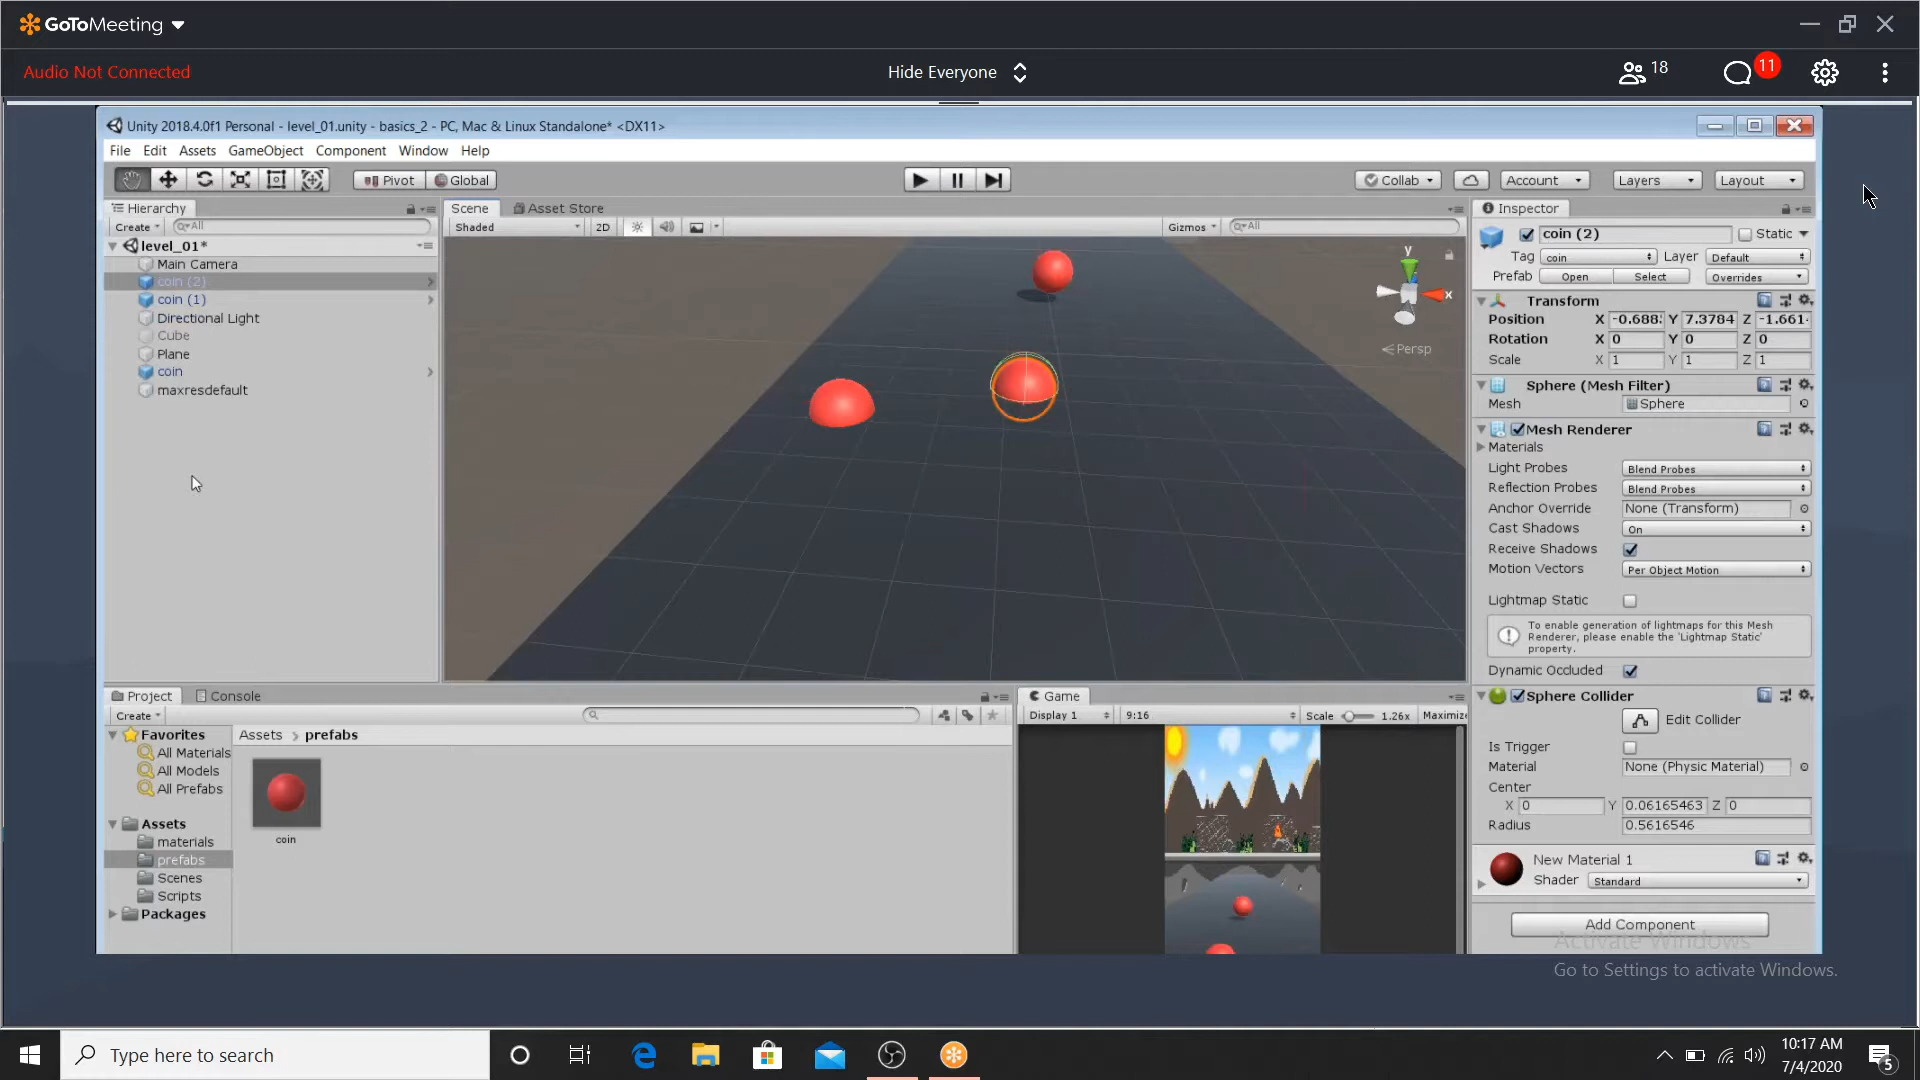 GoToMeeting
Audio Not Connected
Hide Everyone
18
11
Unity 2018.4.0f1 Personal - level_01.unity - basics_2 - PC, Mac & Linux Standalone* <DX11>
File Edit Assets GameObject Component Window Help
Pivot Global Collab Account Layers Layout
Hierarchy
Create All
level_01*
Main Camera
coin (2)
coin (1)
Directional Light
Cube
Plane
coin
maxresdefault
Scene Asset Store
Shaded 2D Gizmos All
y
x
Persp
Inspector
coin (2) Static
Tag coin Layer Default
Prefab Open Select Overrides
Transform
Position X -0.688 Y 7.3784 Z -1.661
Rotation X 0 Y 0 Z 0
Scale X 1 Y 1 Z 1
Sphere (Mesh Filter)
Mesh Sphere
Mesh Renderer
Materials
Light Probes Blend Probes
Reflection Probes Blend Probes
Anchor Override None (Transform)
Cast Shadows On
Receive Shadows
Motion Vectors Per Object Motion
Lightmap Static
To enable generation of lightmaps for this Mesh
Renderer, please enable the 'Lightmap Static'
property.
Dynamic Occluded
Sphere Collider
Edit Collider
Is Trigger
Material None (Physic Material)
Center
X 0 Y 0.06165463 Z 0
Radius 0.5616546
New Material 1
Shader Standard
Add Component
Project Console
Create
Favorites
All Materials
All Models
All Prefabs
Assets
materials
prefabs
Scenes
Scripts
Packages
Assets > prefabs
coin
Game
Display 1 9:16 Scale 1.26x Maximiz
Activate Windows
Go to Settings to activate Windows.
Type here to search
10:17 AM
7/4/2020
5